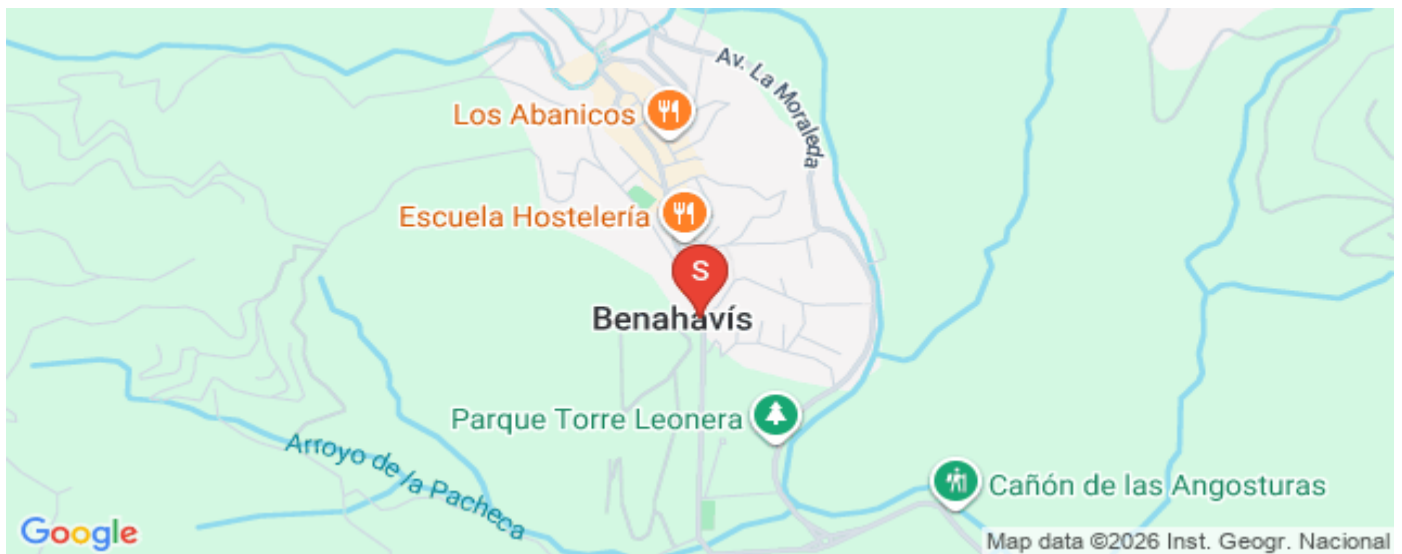 Av. La Moraleda
Los Abanicos
Escuela Hostelería
S
Benahavís
Parque Torre Leonera
Arroyo de la Pacheca
Cañón de las Angosturas
Google
Map data ©2026 Inst. Geogr. Nacional